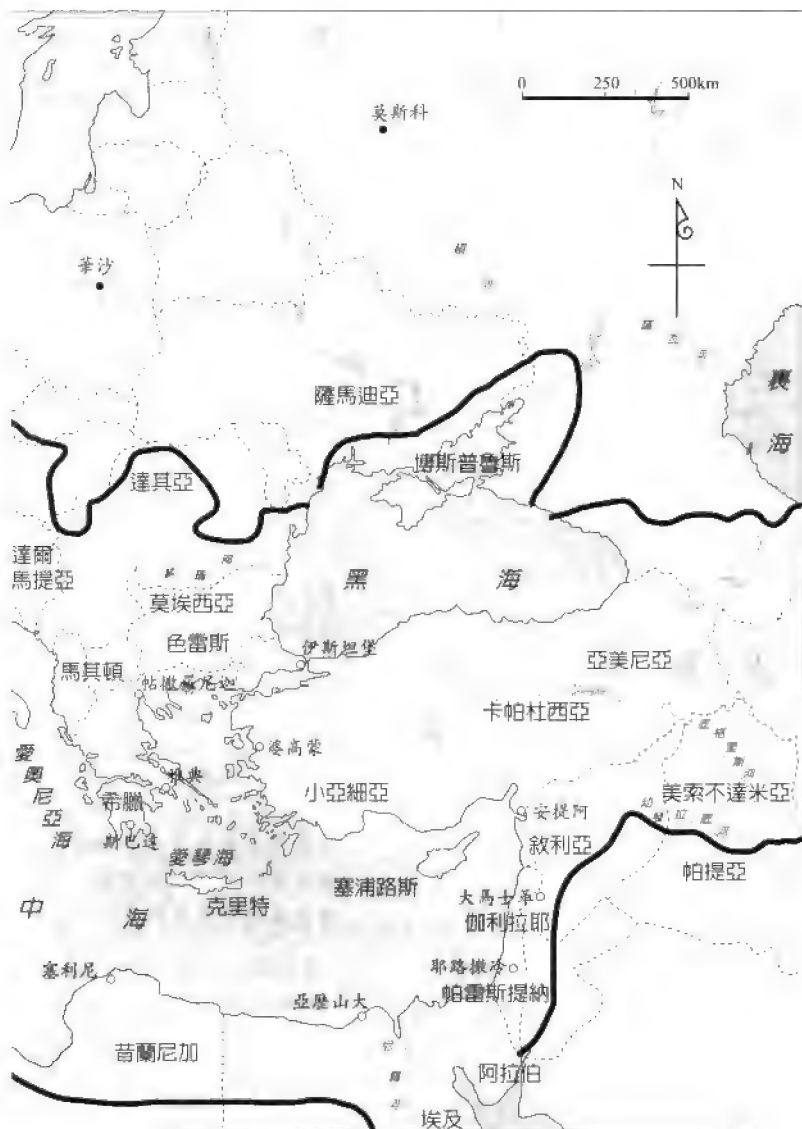 0 250 500km
莫斯科
N
華沙
裏海
薩馬迪亞
博斯普魯斯
達其亞
達爾
馬提亞
黑海
莫埃西亞
色雷斯
伊斯坦堡
亞美尼亞
馬其頓
帖撒羅尼迦
卡帕杜西亞
婆高蒙
愛奧尼亞海
雅典
希臘
小亞細亞
美索不達米亞
安提阿
斯巴達
敘利亞
愛琴海
帕提亞
塞浦路斯
大馬士革
克里特
中海
伽利拉耶
塞利尼
耶路撒冷
帕雷斯提納
亞歷山大
昔蘭尼加
阿拉伯
埃及